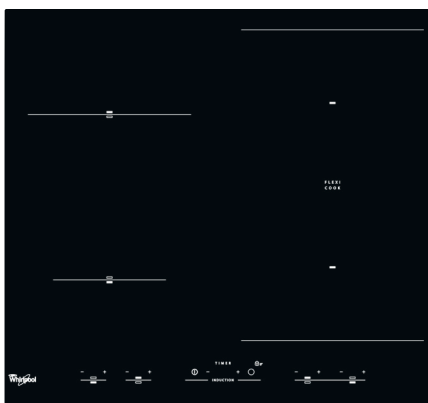 FLEXI
COOK
TIMER
- + - + - + - + - +
Whirlpool
INDUCTION